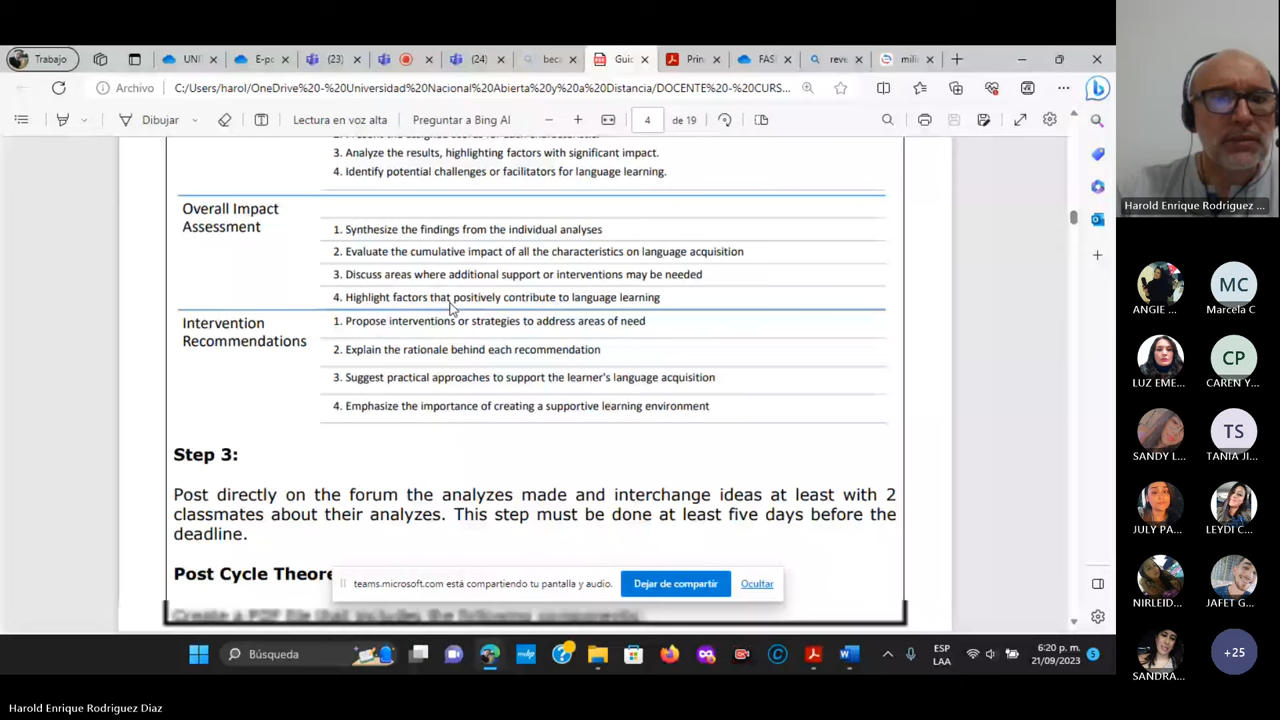 Trabajo
UNI
E-po
(23)
(24)
beca
Guí
Prin
FASI
reve
mili
Archivo
C:/Users/harol/OneDrive%20-%20Universidad%20Nacional%20Abierta%20y%20a%20Distancia/DOCENTE%20-%20CURS...
Dibujar
Lectura en voz alta
Preguntar a Bing AI
4
de 19
3. Analyze the results, highlighting factors with significant impact.
4. Identify potential challenges or facilitators for language learning.
Overall Impact
Assessment
1. Synthesize the findings from the individual analyses
2. Evaluate the cumulative impact of all the characteristics on language acquisition
3. Discuss areas where additional support or interventions may be needed
4. Highlight factors that positively contribute to language learning
Intervention
Recommendations
1. Propose interventions or strategies to address areas of need
2. Explain the rationale behind each recommendation
3. Suggest practical approaches to support the learner's language acquisition
4. Emphasize the importance of creating a supportive learning environment
Step 3:
Post directly on the forum the analyzes made and interchange ideas at least with 2
classmates about their analyzes. This step must be done at least five days before the
deadline.
Post Cycle Theore
Create a PDF file that includes the following components:
teams.microsoft.com está compartiendo tu pantalla y audio.
Dejar de compartir
Ocultar
Búsqueda
ESP
LAA
6:20 p. m.
21/09/2023
5
Harold Enrique Rodriguez ...
ANGIE ...
MC
Marcela C
LUZ EME...
CP
CAREN Y...
SANDY L...
TS
TANIA JI...
JULY PA...
LEYDI C...
NIRLEID...
JAFET G...
SANDRA...
+25
Harold Enrique Rodriguez Diaz